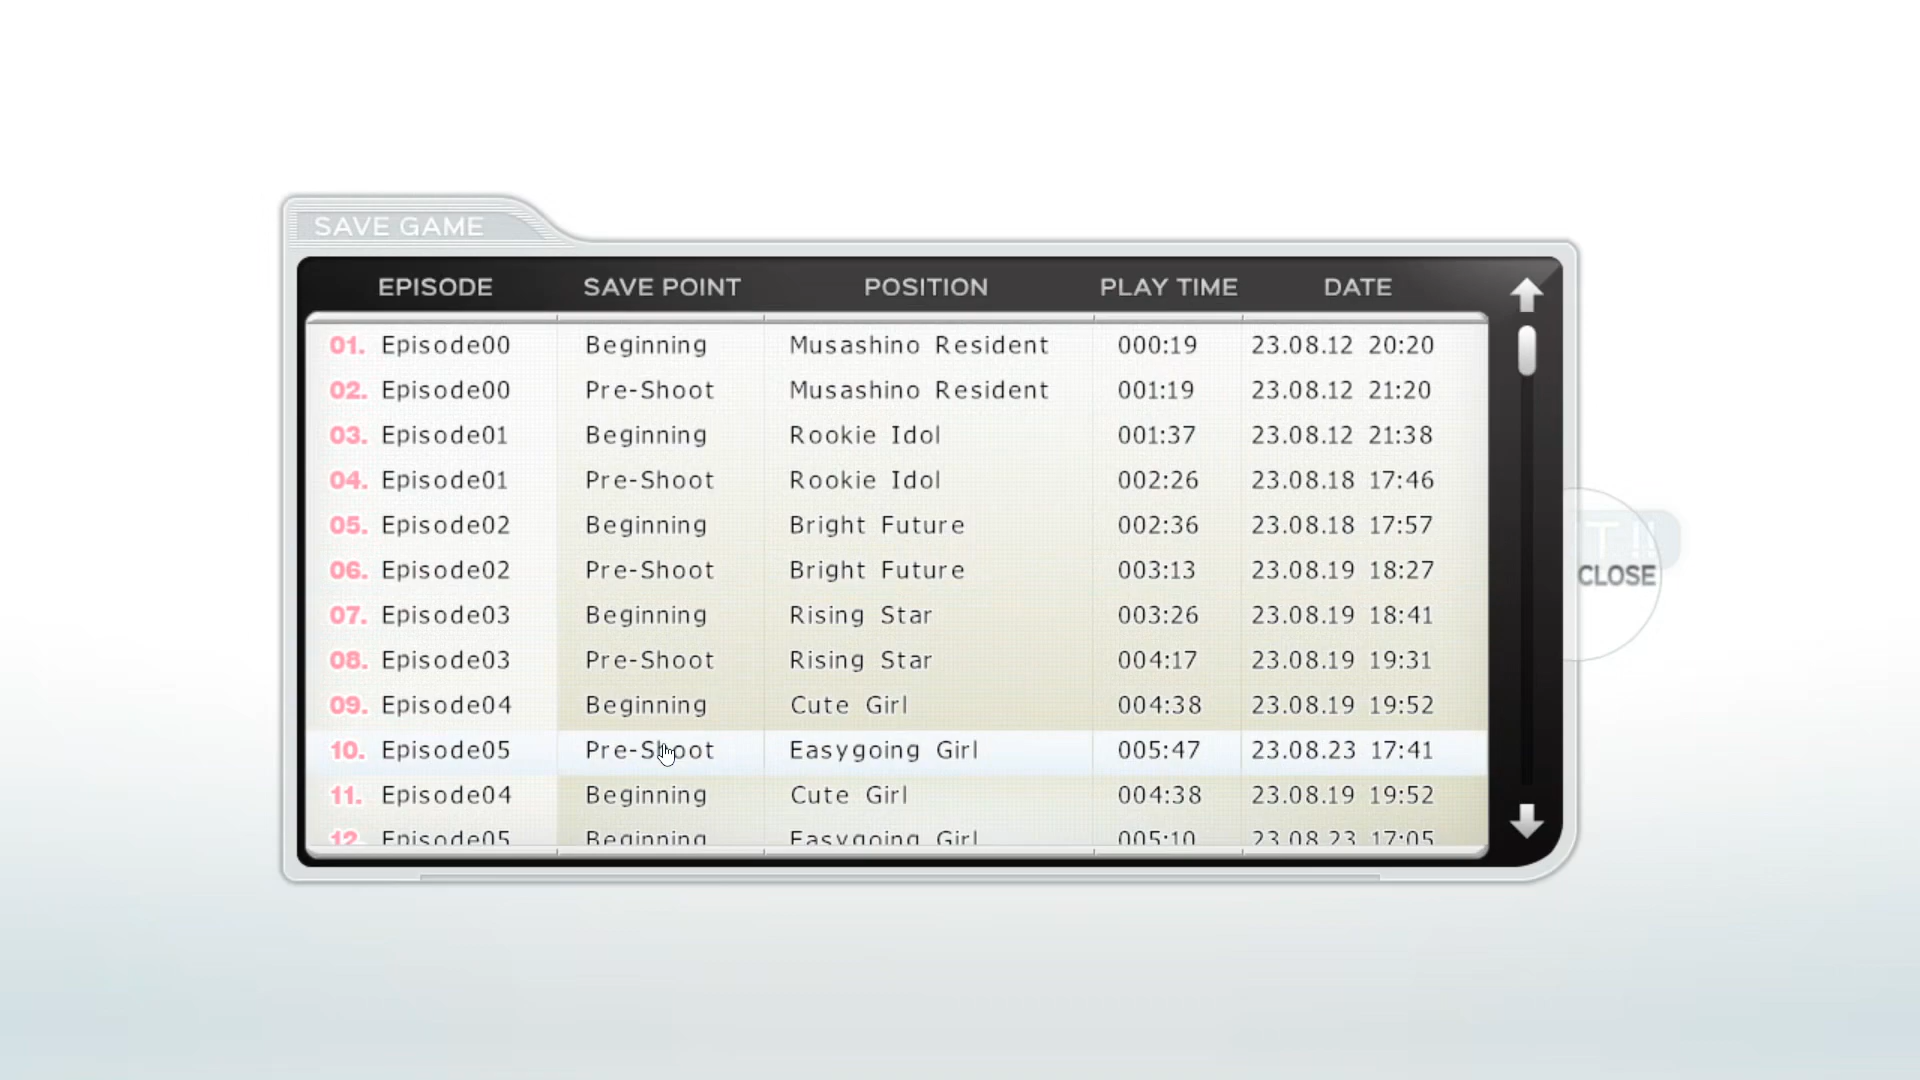 SAVE GAME
EPISODE SAVE POINT POSITION PLAY TIME DATE
01. Episode00 Beginning Musashino Resident 000:19 23.08.12 20:20
02. Episode00 Pre-Shoot Musashino Resident 001:19 23.08.12 21:20
03. Episode01 Beginning Rookie Idol 001:37 23.08.12 21:38
04. Episode01 Pre-Shoot Rookie Idol 002:26 23.08.18 17:46
05. Episode02 Beginning Bright Future 002:36 23.08.18 17:57
T!!
06. Episode02 Pre-Shoot Bright Future 003:13 23.08.19 18:27
CLOSE
07. Episode03 Beginning Rising Star 003:26 23.08.19 18:41
08. Episode03 Pre-Shoot Rising Star 004:17 23.08.19 19:31
09. Episode04 Beginning Cute Girl 004:38 23.08.19 19:52
10. Episode05 Pre-Shoot Easygoing Girl 005:47 23.08.23 17:41
11. Episode04 Beginning Cute Girl 004:38 23.08.19 19:52
12. Episode05 Beginning Easygoing Girl 005:10 23.08.23 17:05